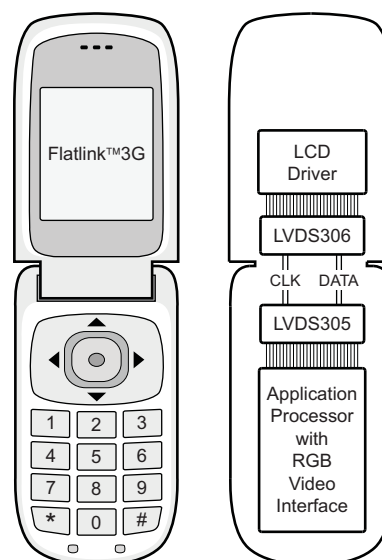 Flatlink™3G
1 2 3
4 5 6
7 8 9
* 0 #
LCD
Driver
LVDS306
CLK DATA
LVDS305
Application
Processor
with
RGB
Video
Interface